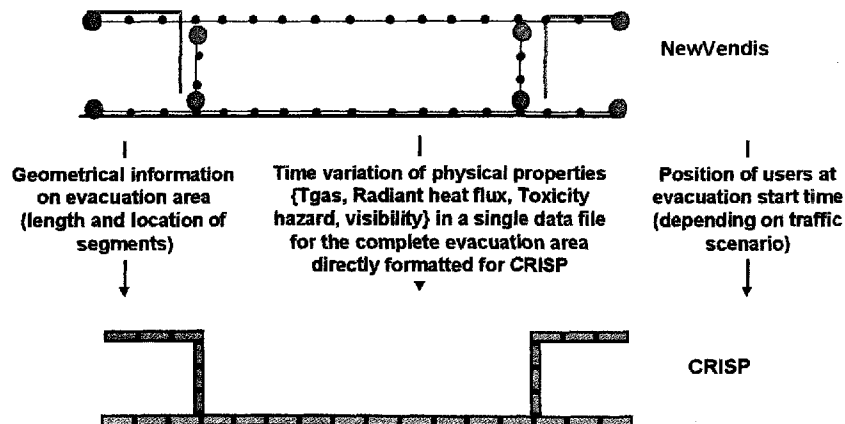 NewVendis
Geometrical information
on evacuation area
(length and location of
segments)
Time variation of physical properties
{Tgas, Radiant heat flux, Toxicity
hazard, visibility} in a single data file
for the complete evacuation area
directly formatted for CRISP
Position of users at
evacuation start time
(depending on traffic
scenario)
CRISP